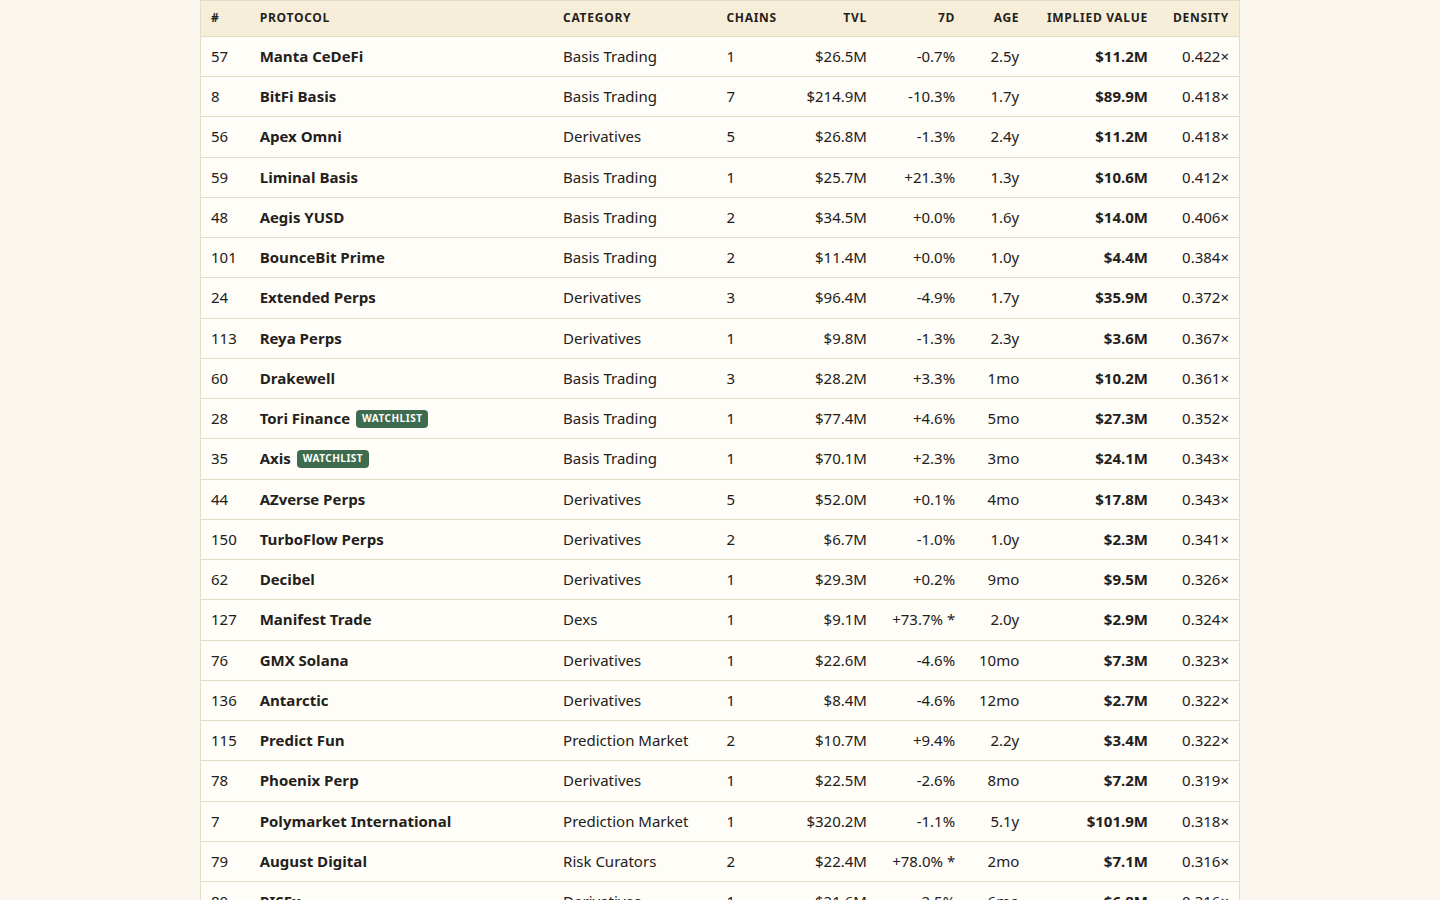 # PROTOCOL CATEGORY CHAINS TVL 7D AGE IMPLIED VALUE DENSITY
57 Manta CeDeFi Basis Trading 1 $26.5M -0.7% 2.5y $11.2M 0.422×
8 BitFi Basis Basis Trading 7 $214.9M -10.3% 1.7y $89.9M 0.418×
56 Apex Omni Derivatives 5 $26.8M -1.3% 2.4y $11.2M 0.418×
59 Liminal Basis Basis Trading 1 $25.7M +21.3% 1.3y $10.6M 0.412×
48 Aegis YUSD Basis Trading 2 $34.5M +0.0% 1.6y $14.0M 0.406×
101 BounceBit Prime Basis Trading 2 $11.4M +0.0% 1.0y $4.4M 0.384×
24 Extended Perps Derivatives 3 $96.4M -4.9% 1.7y $35.9M 0.372×
113 Reya Perps Derivatives 1 $9.8M -1.3% 2.3y $3.6M 0.367×
60 Drakewell Basis Trading 3 $28.2M +3.3% 1mo $10.2M 0.361×
28 Tori Finance WATCHLIST Basis Trading 1 $77.4M +4.6% 5mo $27.3M 0.352×
35 Axis WATCHLIST Basis Trading 1 $70.1M +2.3% 3mo $24.1M 0.343×
44 AZverse Perps Derivatives 5 $52.0M +0.1% 4mo $17.8M 0.343×
150 TurboFlow Perps Derivatives 2 $6.7M -1.0% 1.0y $2.3M 0.341×
62 Decibel Derivatives 1 $29.3M +0.2% 9mo $9.5M 0.326×
127 Manifest Trade Dexs 1 $9.1M +73.7% * 2.0y $2.9M 0.324×
76 GMX Solana Derivatives 1 $22.6M -4.6% 10mo $7.3M 0.323×
136 Antarctic Derivatives 1 $8.4M -4.6% 12mo $2.7M 0.322×
115 Predict Fun Prediction Market 2 $10.7M +9.4% 2.2y $3.4M 0.322×
78 Phoenix Perp Derivatives 1 $22.5M -2.6% 8mo $7.2M 0.319×
7 Polymarket International Prediction Market 1 $320.2M -1.1% 5.1y $101.9M 0.318×
79 August Digital Risk Curators 2 $22.4M +78.0% * 2mo $7.1M 0.316×